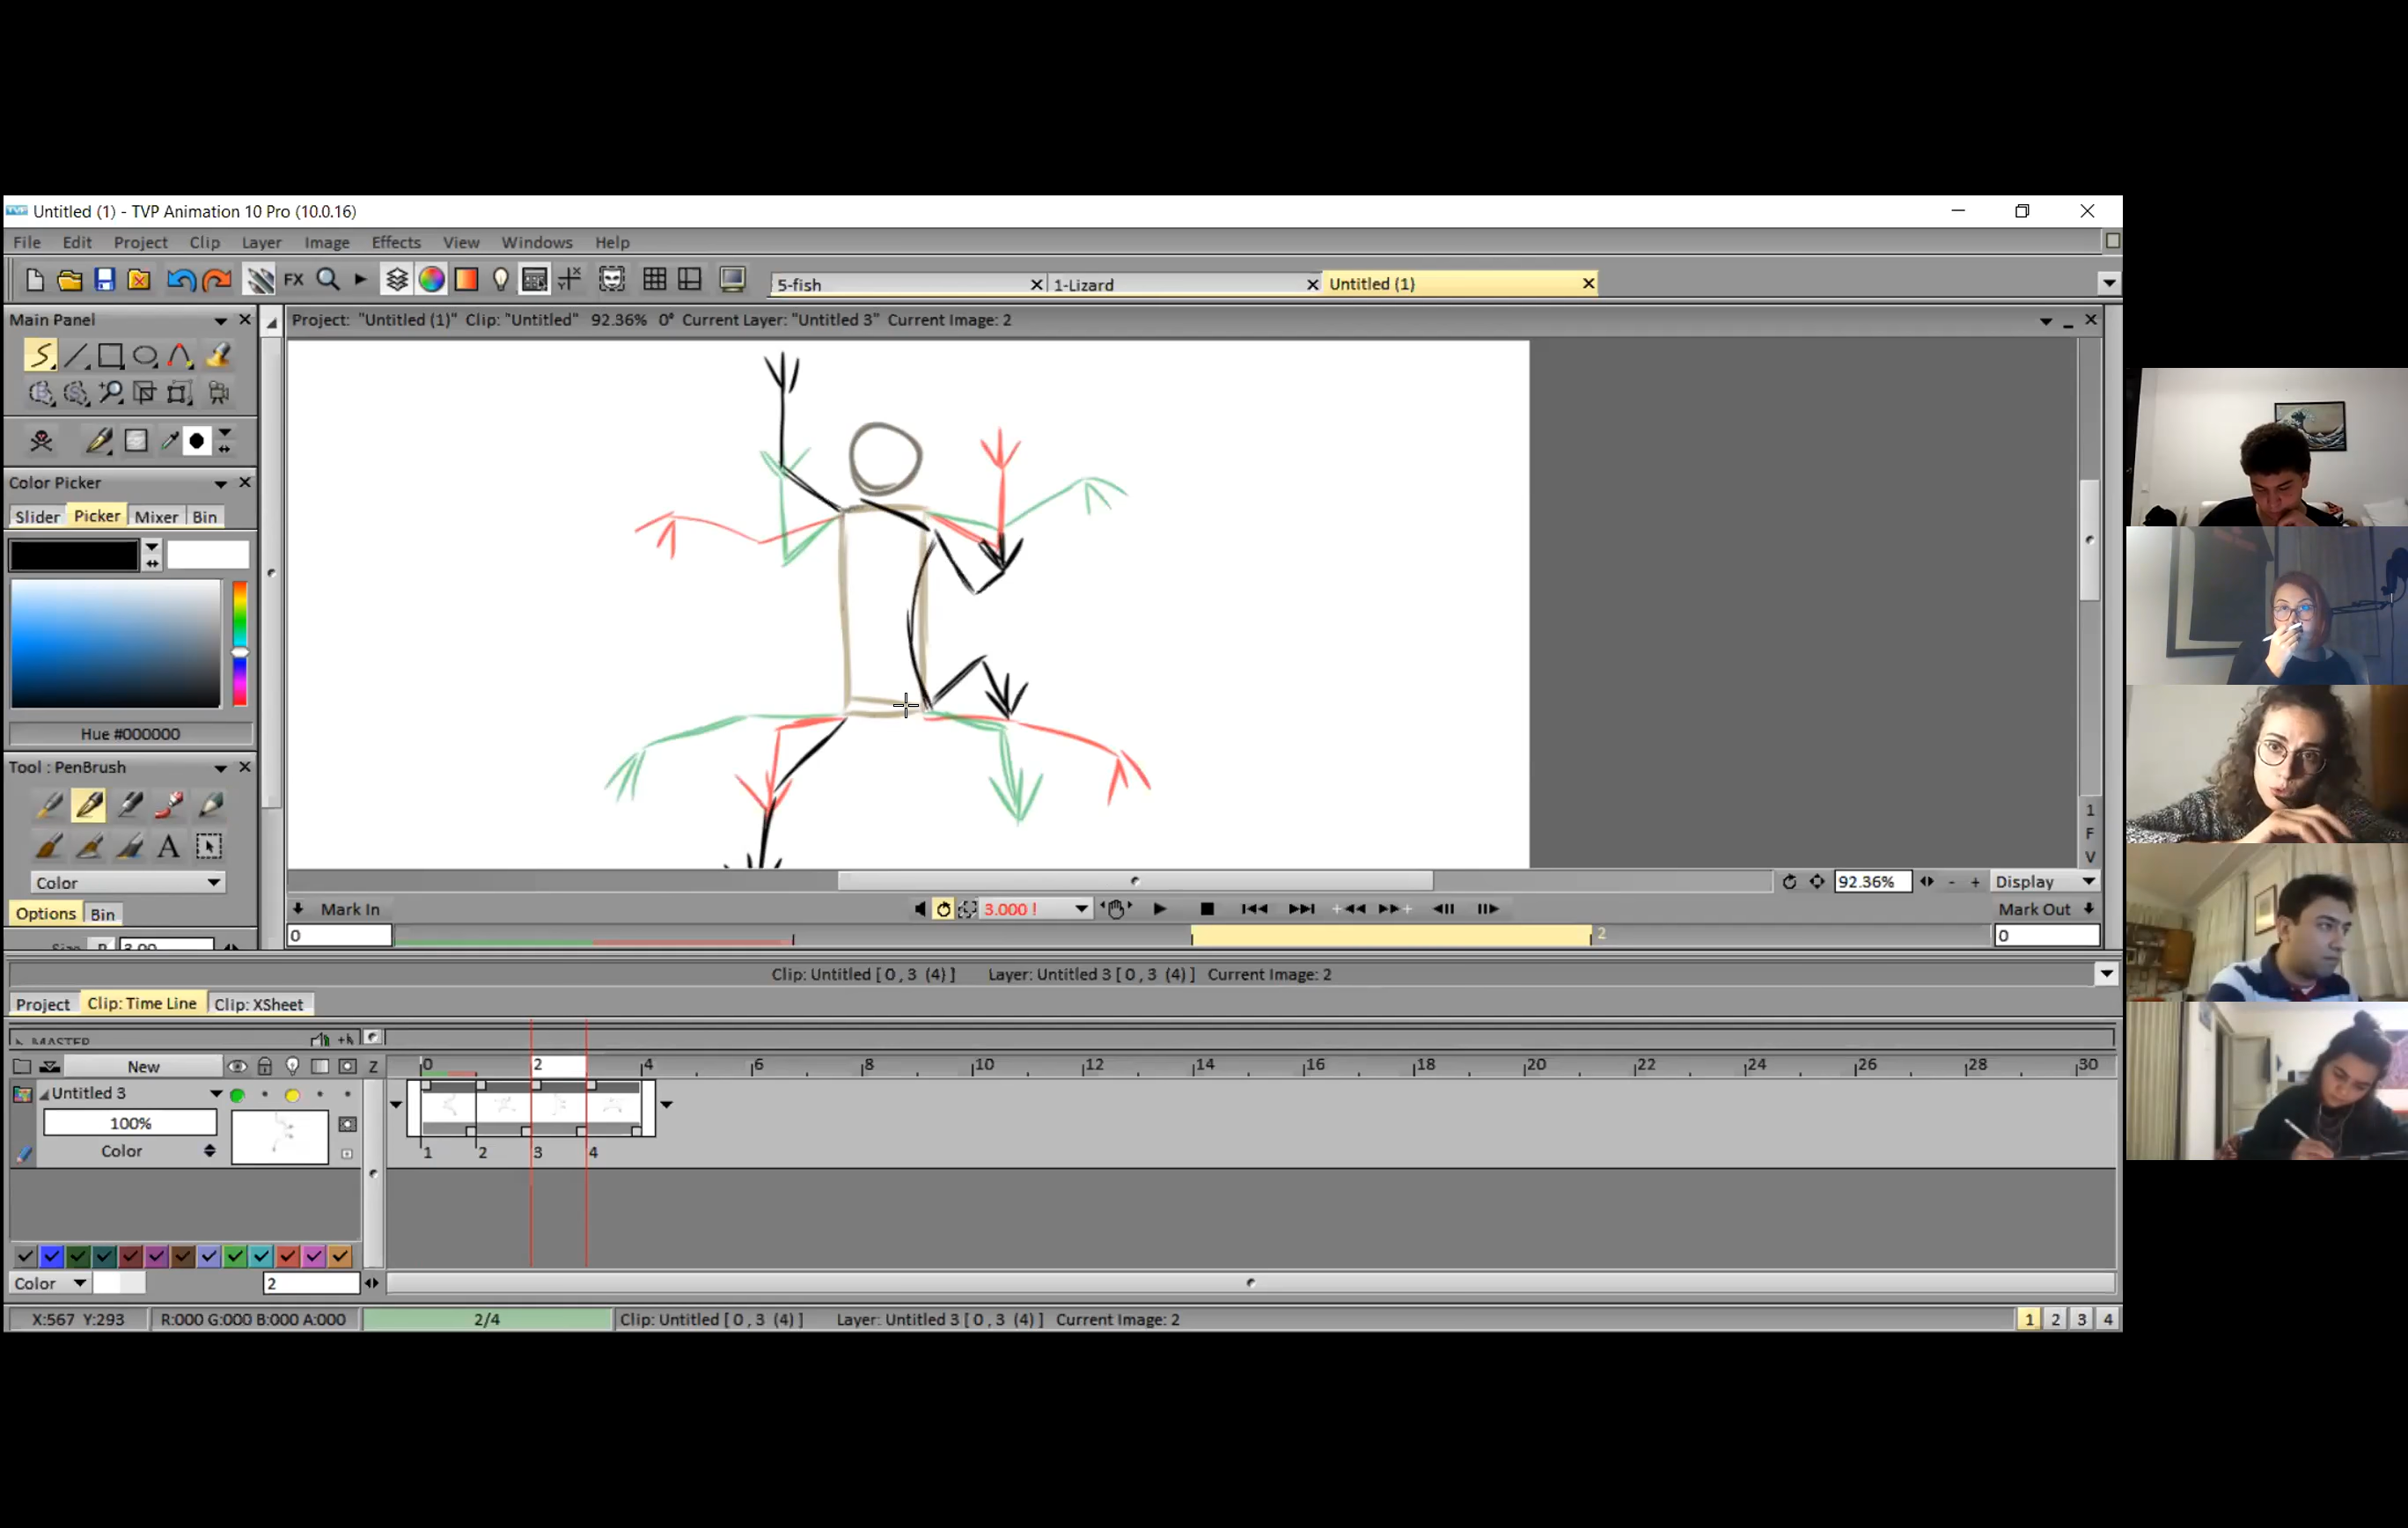 TVP Untitled (1) - TVP Animation 10 Pro (10.0.16)
File Edit Project Clip Layer Image Effects View Windows Help
FX 5-fish 1-Lizard Untitled (1)
Main Panel
Project: "Untitled (1)" Clip: "Untitled" 92.36% 0° Current Layer: "Untitled 3" Current Image: 2
Color Picker
Slider Picker Mixer Bin
Hue #000000
Tool : PenBrush
A
Color
Options Bin
1
F
V
92.36% - + Display
Mark In 3.000 ! Mark Out
0 2 0
Clip: Untitled [ 0 , 3 (4) ] Layer: Untitled 3 [ 0 , 3 (4) ] Current Image: 2
Project Clip: Time Line Clip: XSheet
MASTER
New Z 0 2 4 6 8 10 12 14 16 18 20 22 24 26 28 30
Untitled 3
100%
Color 1 2 3 4
Color 2
X:567 Y:293 R:000 G:000 B:000 A:000 2/4 Clip: Untitled [ 0 , 3 (4) ] Layer: Untitled 3 [ 0 , 3 (4) ] Current Image: 2 1 2 3 4